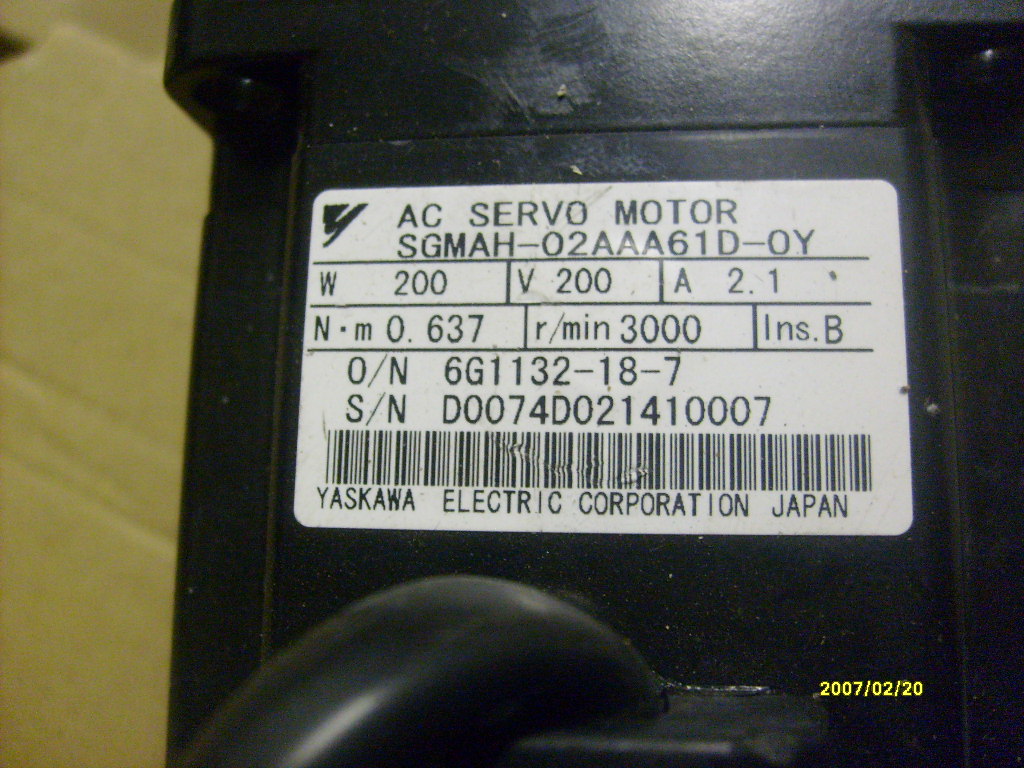 AC SERVO MOTOR
SGMAH-02AAA61D-0Y
W 200 V 200 A 2.1
N·m 0.637 r/min 3000 Ins.B
O/N 6G1132-18-7
S/N D0074D021410007
YASKAWA ELECTRIC CORPORATION JAPAN
2007/02/20